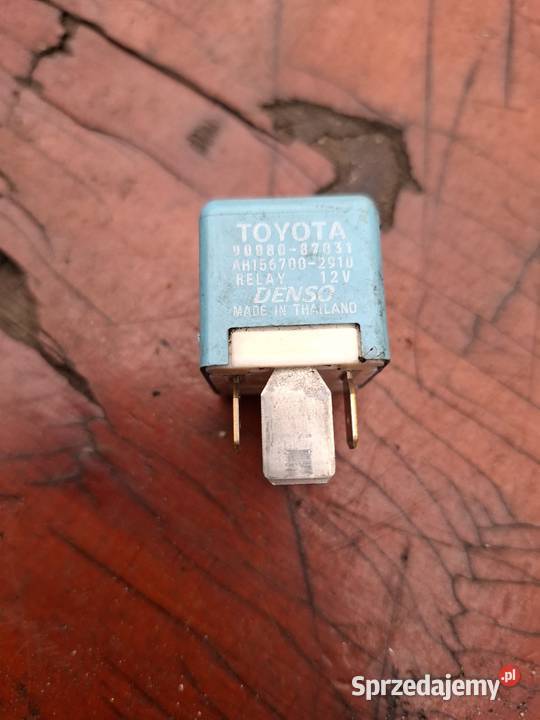 TOYOTA
90080-87031
AH156700-2910
RELAY 12V
DENSO
MADE IN THAILAND
Sprzedajemy.pl